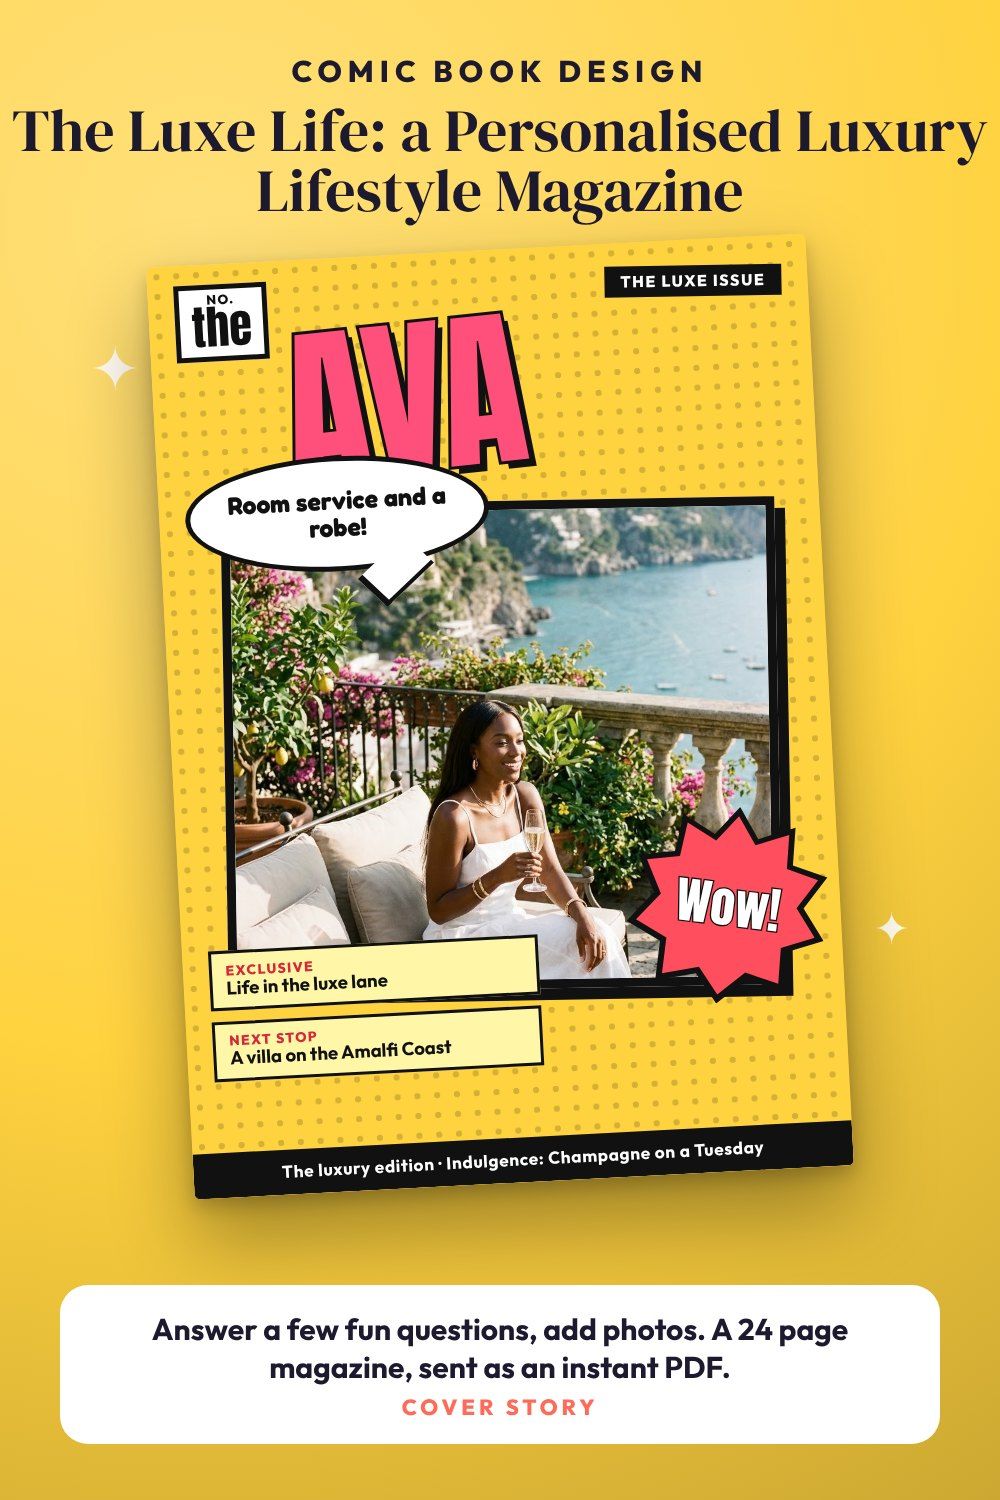 COMIC BOOK DESIGN
The Luxe Life: a Personalised Luxury
Lifestyle Magazine
THE LUXE ISSUE
NO.
the
AVA
Room service and a
robe!
Wow!
EXCLUSIVE
Life in the luxe lane
NEXT STOP
A villa on the Amalfi Coast
The luxury edition · Indulgence: Champagne on a Tuesday
Answer a few fun questions, add photos. A 24 page
magazine, sent as an instant PDF.
COVER STORY